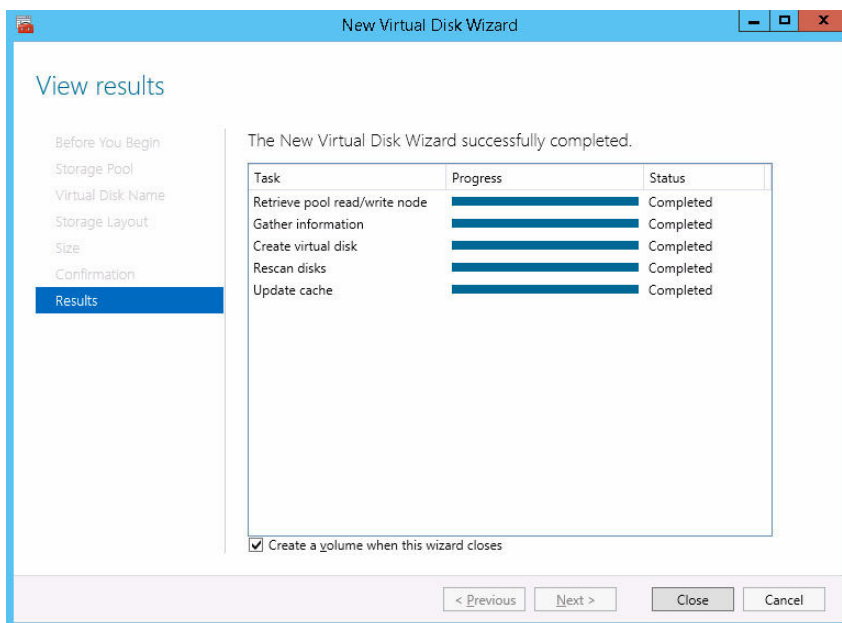 New Virtual Disk Wizard
View results
Before You Begin
Storage Pool
Virtual Disk Name
Storage Layout
Size
Confirmation
Results
The New Virtual Disk Wizard successfully completed.
Task Progress Status
Retrieve pool read/write node Completed
Gather information Completed
Create virtual disk Completed
Rescan disks Completed
Update cache Completed
Create a volume when this wizard closes
< Previous Next > Close Cancel